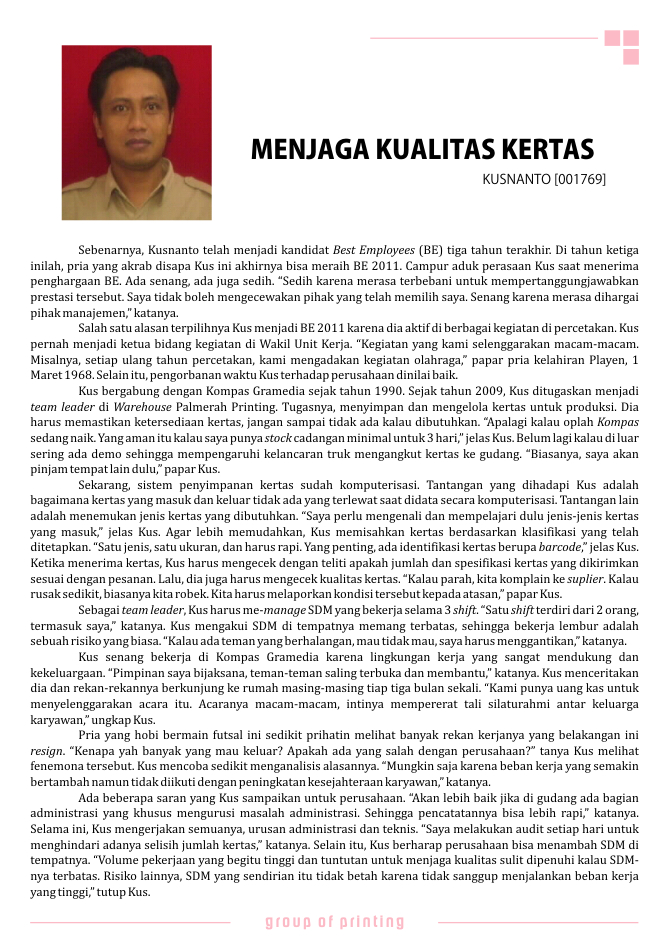 MENJAGA KUALITAS KERTAS
KUSNANTO [001769]
Sebenarnya, Kusnanto telah menjadi kandidat Best Employees (BE) tiga tahun terakhir. Di tahun ketiga
inilah, pria yang akrab disapa Kus ini akhirnya bisa meraih BE 2011. Campur aduk perasaan Kus saat menerima
penghargaan BE. Ada senang, ada juga sedih. “Sedih karena merasa terbebani untuk mempertanggungjawabkan
prestasi tersebut. Saya tidak boleh mengecewakan pihak yang telah memilih saya. Senang karena merasa dihargai
pihak manajemen,” katanya.
Salah satu alasan terpilihnya Kus menjadi BE 2011 karena dia aktif di berbagai kegiatan di percetakan. Kus
pernah menjadi ketua bidang kegiatan di Wakil Unit Kerja. “Kegiatan yang kami selenggarakan macam-macam.
Misalnya, setiap ulang tahun percetakan, kami mengadakan kegiatan olahraga,” papar pria kelahiran Playen, 1
Maret 1968. Selain itu, pengorbanan waktu Kus terhadap perusahaan dinilai baik.
Kus bergabung dengan Kompas Gramedia sejak tahun 1990. Sejak tahun 2009, Kus ditugaskan menjadi
team leader di Warehouse Palmerah Printing. Tugasnya, menyimpan dan mengelola kertas untuk produksi. Dia
harus memastikan ketersediaan kertas, jangan sampai tidak ada kalau dibutuhkan. “Apalagi kalau oplah Kompas
sedang naik. Yang aman itu kalau saya punya stock cadangan minimal untuk 3 hari,” jelas Kus. Belum lagi kalau di luar
sering ada demo sehingga mempengaruhi kelancaran truk mengangkut kertas ke gudang. “Biasanya, saya akan
pinjam tempat lain dulu,” papar Kus.
Sekarang, sistem penyimpanan kertas sudah komputerisasi. Tantangan yang dihadapi Kus adalah
bagaimana kertas yang masuk dan keluar tidak ada yang terlewat saat didata secara komputerisasi. Tantangan lain
adalah menemukan jenis kertas yang dibutuhkan. “Saya perlu mengenali dan mempelajari dulu jenis-jenis kertas
yang masuk,” jelas Kus. Agar lebih memudahkan, Kus memisahkan kertas berdasarkan klasifikasi yang telah
ditetapkan. “Satu jenis, satu ukuran, dan harus rapi. Yang penting, ada identifikasi kertas berupa barcode,” jelas Kus.
Ketika menerima kertas, Kus harus mengecek dengan teliti apakah jumlah dan spesifikasi kertas yang dikirimkan
sesuai dengan pesanan. Lalu, dia juga harus mengecek kualitas kertas. “Kalau parah, kita komplain ke suplier. Kalau
rusak sedikit, biasanya kita robek. Kita harus melaporkan kondisi tersebut kepada atasan,” papar Kus.
Sebagai team leader, Kus harus me-manage SDM yang bekerja selama 3 shift. “Satu shift terdiri dari 2 orang,
termasuk saya,” katanya. Kus mengakui SDM di tempatnya memang terbatas, sehingga bekerja lembur adalah
sebuah risiko yang biasa. “Kalau ada teman yang berhalangan, mau tidak mau, saya harus menggantikan,” katanya.
Kus senang bekerja di Kompas Gramedia karena lingkungan kerja yang sangat mendukung dan
kekeluargaan. “Pimpinan saya bijaksana, teman-teman saling terbuka dan membantu,” katanya. Kus menceritakan
dia dan rekan-rekannya berkunjung ke rumah masing-masing tiap tiga bulan sekali. “Kami punya uang kas untuk
menyelenggarakan acara itu. Acaranya macam-macam, intinya mempererat tali silaturahmi antar keluarga
karyawan,” ungkap Kus.
Pria yang hobi bermain futsal ini sedikit prihatin melihat banyak rekan kerjanya yang belakangan ini
resign. “Kenapa yah banyak yang mau keluar? Apakah ada yang salah dengan perusahaan?” tanya Kus melihat
fenemona tersebut. Kus mencoba sedikit menganalisis alasannya. “Mungkin saja karena beban kerja yang semakin
bertambah namun tidak diikuti dengan peningkatan kesejahteraan karyawan,” katanya.
Ada beberapa saran yang Kus sampaikan untuk perusahaan. “Akan lebih baik jika di gudang ada bagian
administrasi yang khusus mengurusi masalah administrasi. Sehingga pencatatannya bisa lebih rapi,” katanya.
Selama ini, Kus mengerjakan semuanya, urusan administrasi dan teknis. “Saya melakukan audit setiap hari untuk
menghindari adanya selisih jumlah kertas,” katanya. Selain itu, Kus berharap perusahaan bisa menambah SDM di
tempatnya. “Volume pekerjaan yang begitu tinggi dan tuntutan untuk menjaga kualitas sulit dipenuhi kalau SDM-
nya terbatas. Risiko lainnya, SDM yang sendirian itu tidak betah karena tidak sanggup menjalankan beban kerja
yang tinggi,” tutup Kus.
group of printing